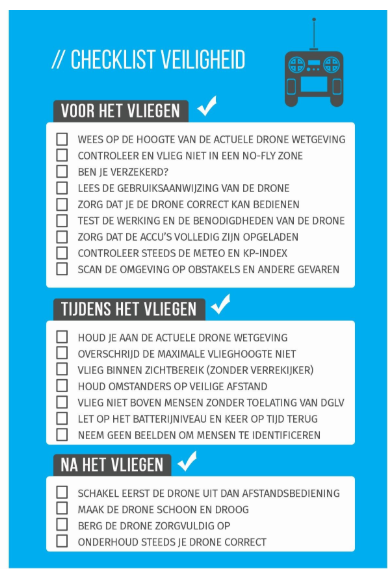 // CHECKLIST VEILIGHEID
VOOR HET VLIEGEN
WEES OP DE HOOGTE VAN DE ACTUELE DRONE WETGEVING
CONTROLEER EN VLIEG NIET IN EEN NO-FLY ZONE
BEN JE VERZEKERD?
LEES DE GEBRUIKSAANWIJZING VAN DE DRONE
ZORG DAT JE DE DRONE CORRECT KAN BEDIENEN
TEST DE WERKING EN DE BENODIGDHEDEN VAN DE DRONE
ZORG DAT DE ACCU'S VOLLEDIG ZIJN OPGELADEN
CONTROLEER STEEDS DE METEO EN KP-INDEX
SCAN DE OMGEVING OP OBSTAKELS EN ANDERE GEVAREN
TIJDENS HET VLIEGEN
HOUD JE AAN DE ACTUELE DRONE WETGEVING
OVERSCHRIJD DE MAXIMALE VLIEGHOOGTE NIET
VLIEG BINNEN ZICHTBEREIK (ZONDER VERREKIJKER)
HOUD OMSTANDERS OP VEILIGE AFSTAND
VLIEG NIET BOVEN MENSEN ZONDER TOELATING VAN DGLV
LET OP HET BATTERIJNIVEAU EN KEER OP TIJD TERUG
NEEM GEEN BEELDEN OM MENSEN TE IDENTIFICEREN
NA HET VLIEGEN
SCHAKEL EERST DE DRONE UIT DAN AFSTANDSBEDIENING
MAAK DE DRONE SCHOON EN DROOG
BERG DE DRONE ZORGVULDIG OP
ONDERHOUD STEEDS JE DRONE CORRECT